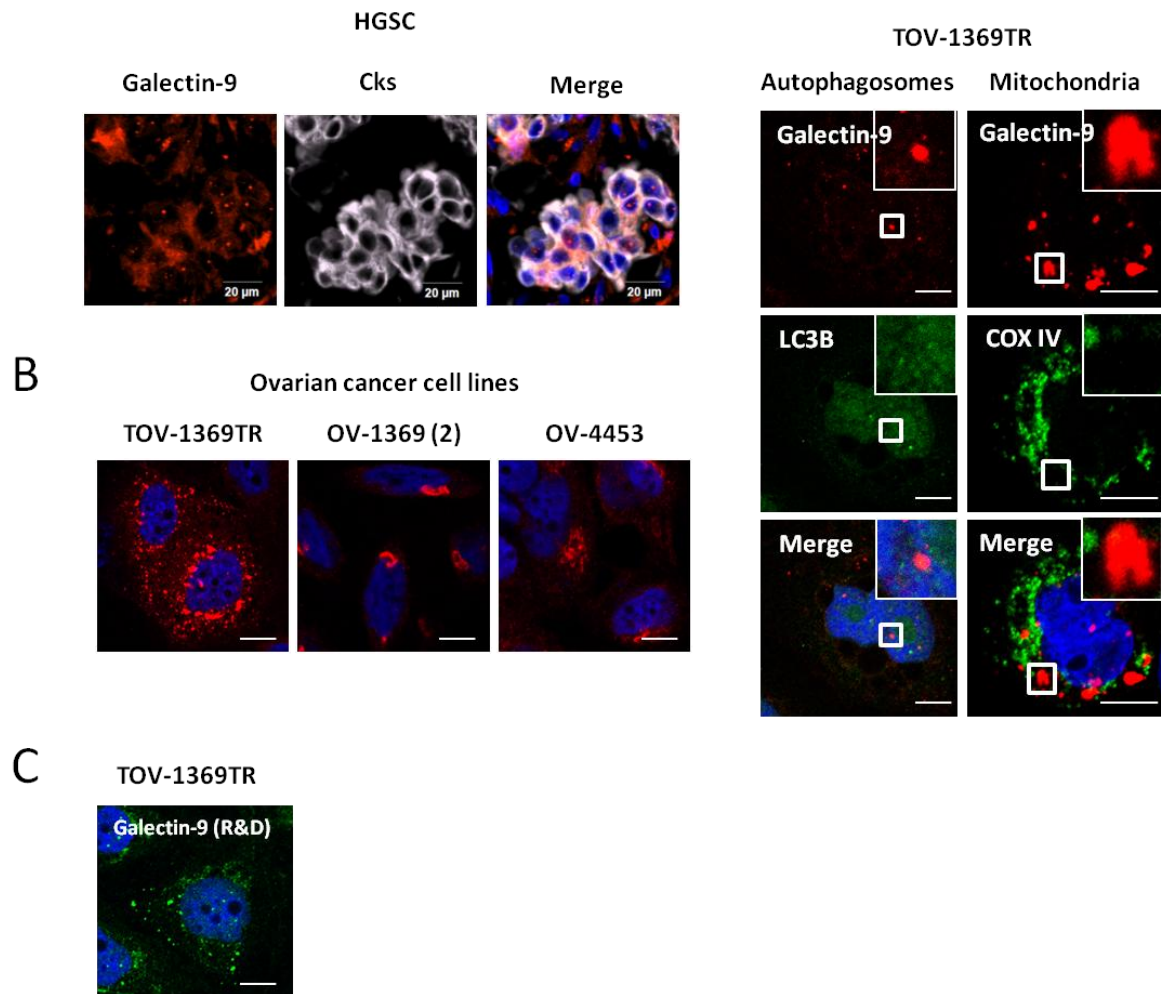 HGSC
Galectin-9 Cks Merge
20 µm 20 µm 20 µm
B
Ovarian cancer cell lines
TOV-1369TR OV-1369 (2) OV-4453
C
TOV-1369TR
Galectin-9 (R&D)
TOV-1369TR
Autophagosomes Mitochondria
Galectin-9 Galectin-9
LC3B COX IV
Merge Merge